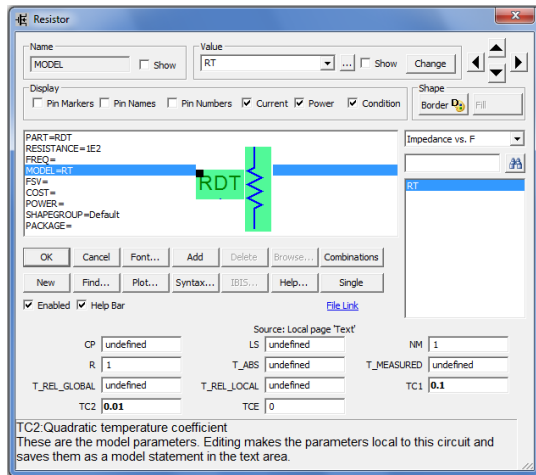 Resistor
Name
MODEL
Show
Value
RT
...
Show
Change
Display
Pin Markers
Pin Names
Pin Numbers
Current
Power
Condition
Shape
Border
Fill
PART=RDT
RESISTANCE=1E2
FREQ=
MODEL=RT
FSV=
COST=
POWER=
SHAPEGROUP=Default
PACKAGE=
RDT
Impedance vs. F
RT
OK
Cancel
Font...
Add
Delete
Browse...
Combinations
New
Find...
Plot...
Syntax...
IBIS...
Help...
Single
Enabled
Help Bar
File Link
Source: Local page 'Text'
CP undefined
LS undefined
NM 1
R 1
T_ABS undefined
T_MEASURED undefined
T_REL_GLOBAL undefined
T_REL_LOCAL undefined
TC1 0.1
TC2 0.01
TCE 0
TC2:Quadratic temperature coefficient
These are the model parameters. Editing makes the parameters local to this circuit and
saves them as a model statement in the text area.